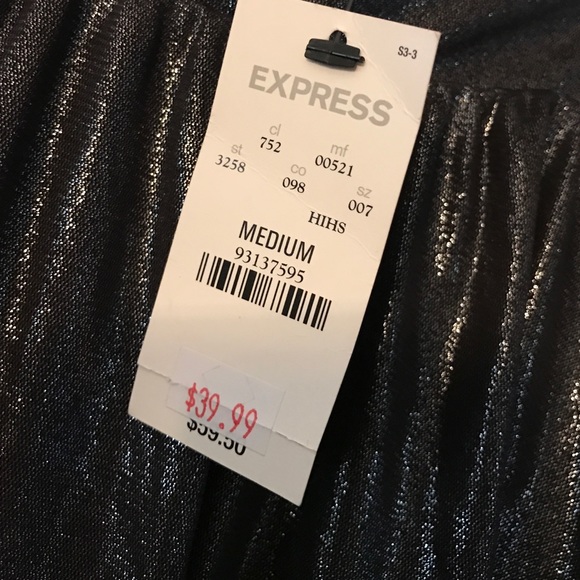 S3-3
EXPRESS
cl mf
752 00521
st co sz
3258 098 007
HIHS
MEDIUM
93137595
$39.99